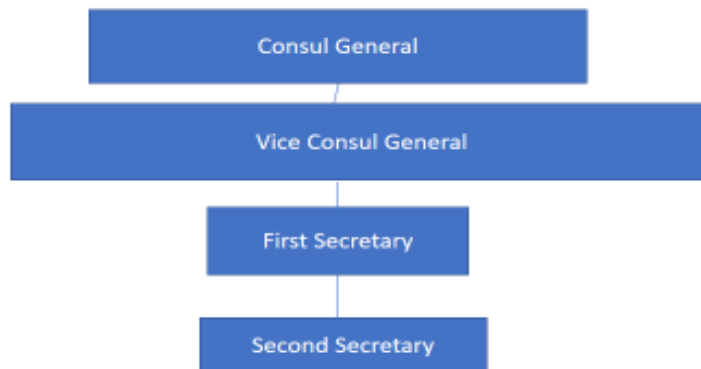 Consul General
Vice Consul General
First Secretary
Second Secretary